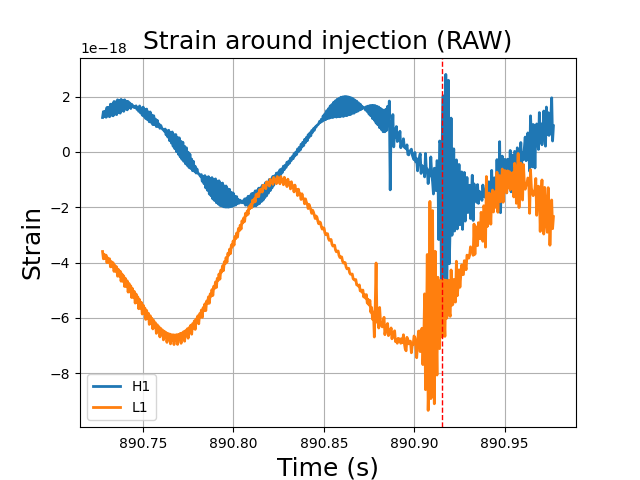 Strain around injection (RAW)
1e−18
2
0
−2
−4
−6
−8
Strain
H1
L1
890.75 890.80 890.85 890.90 890.95
Time (s)